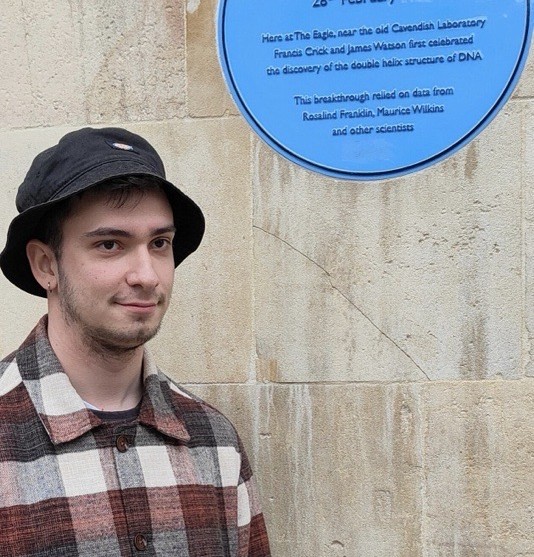 28th February
Here at The Eagle, near the old Cavendish Laboratory
Francis Crick and James Watson first celebrated
the discovery of the double helix structure of DNA
This breakthrough relied on data from
Rosalind Franklin, Maurice Wilkins
and other scientists